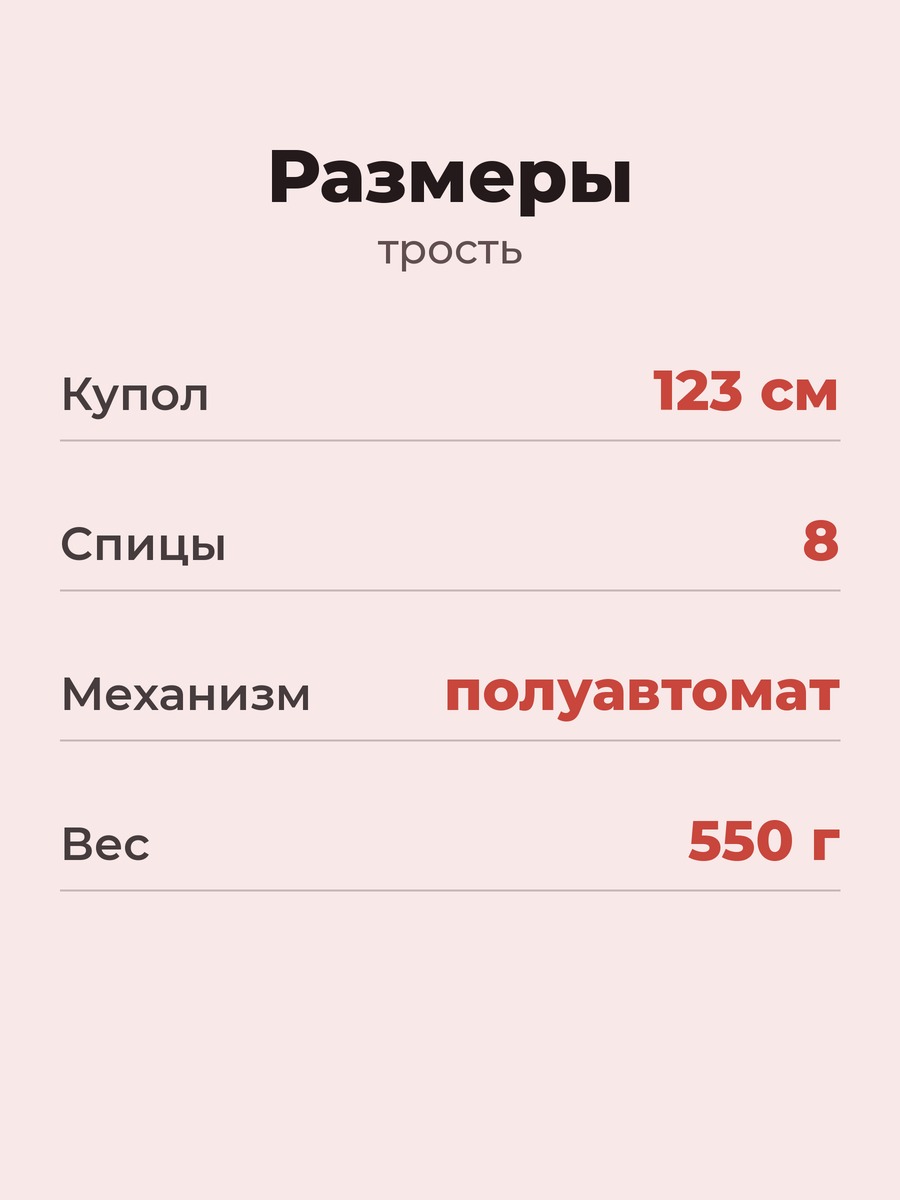 Размеры
трость
Купол 123 см
Спицы 8
Механизм полуавтомат
Вес 550 г